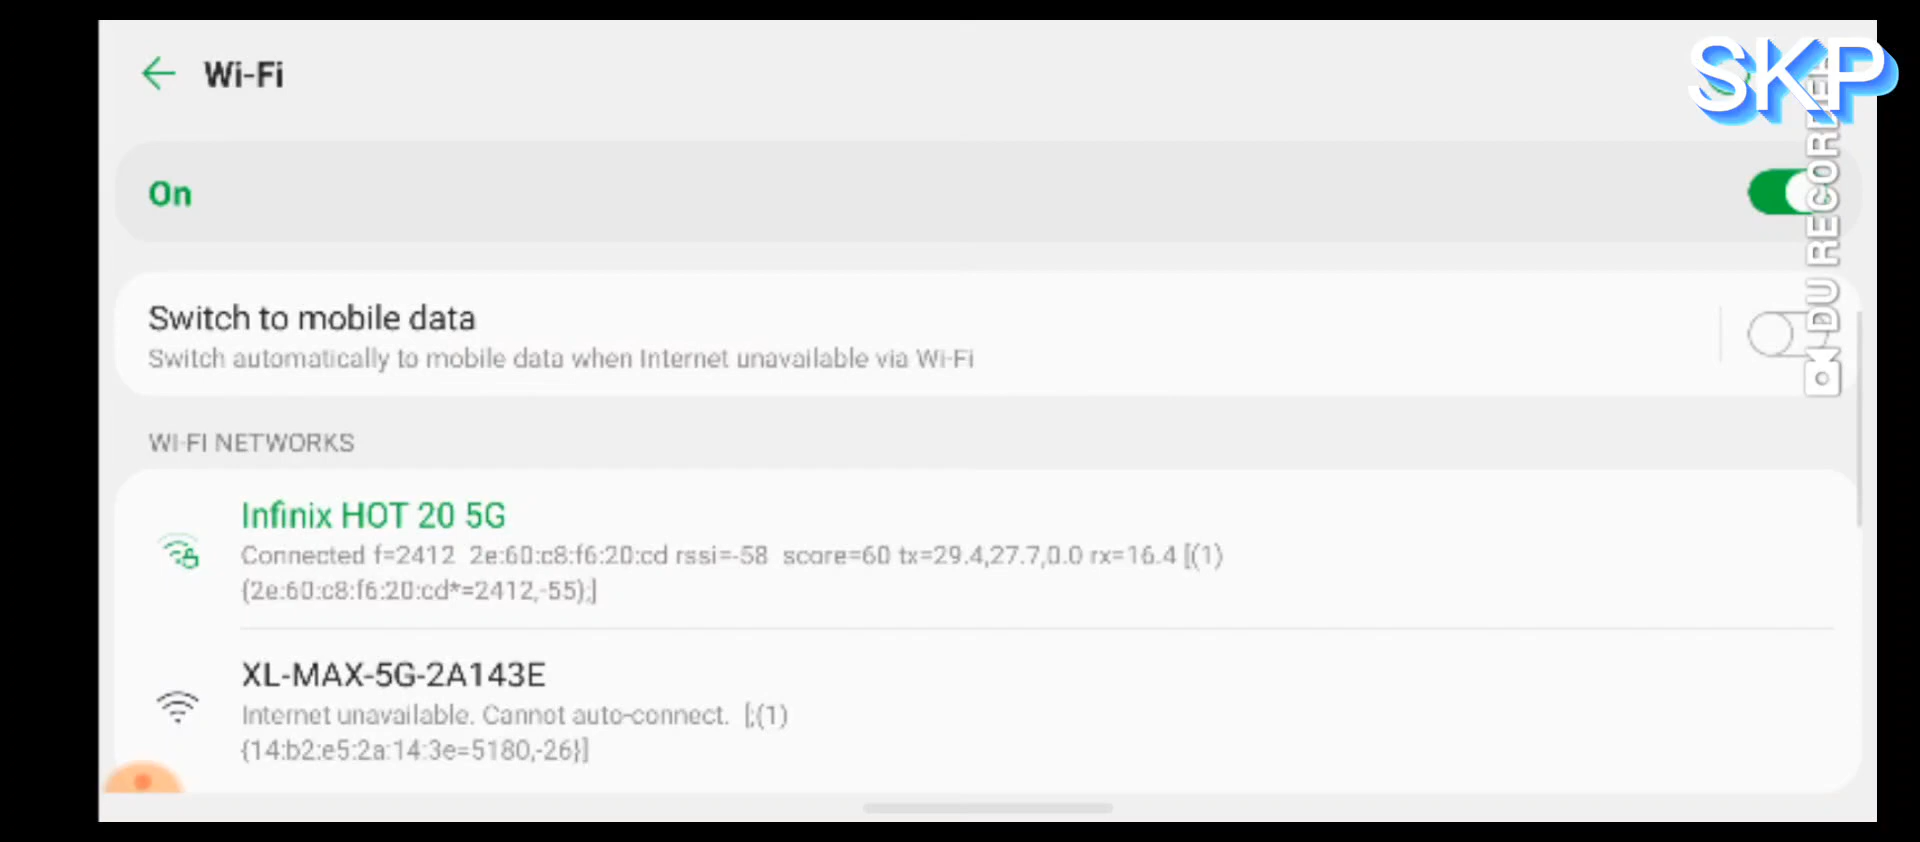 Wi-Fi
SKP
On
DU RECORDER
Switch to mobile data
Switch automatically to mobile data when Internet unavailable via Wi-Fi
WI-FI NETWORKS
Infinix HOT 20 5G
Connected f=2412 2e:60:c8:f6:20:cd rssi=-58 score=60 tx=29.4,27.7,0.0 rx=16.4 [(1)
{2e:60:c8:f6:20:cd*=2412,-55};]
XL-MAX-5G-2A143E
Internet unavailable. Cannot auto-connect. [;(1)
{14:b2:e5:2a:14:3e=5180,-26}]